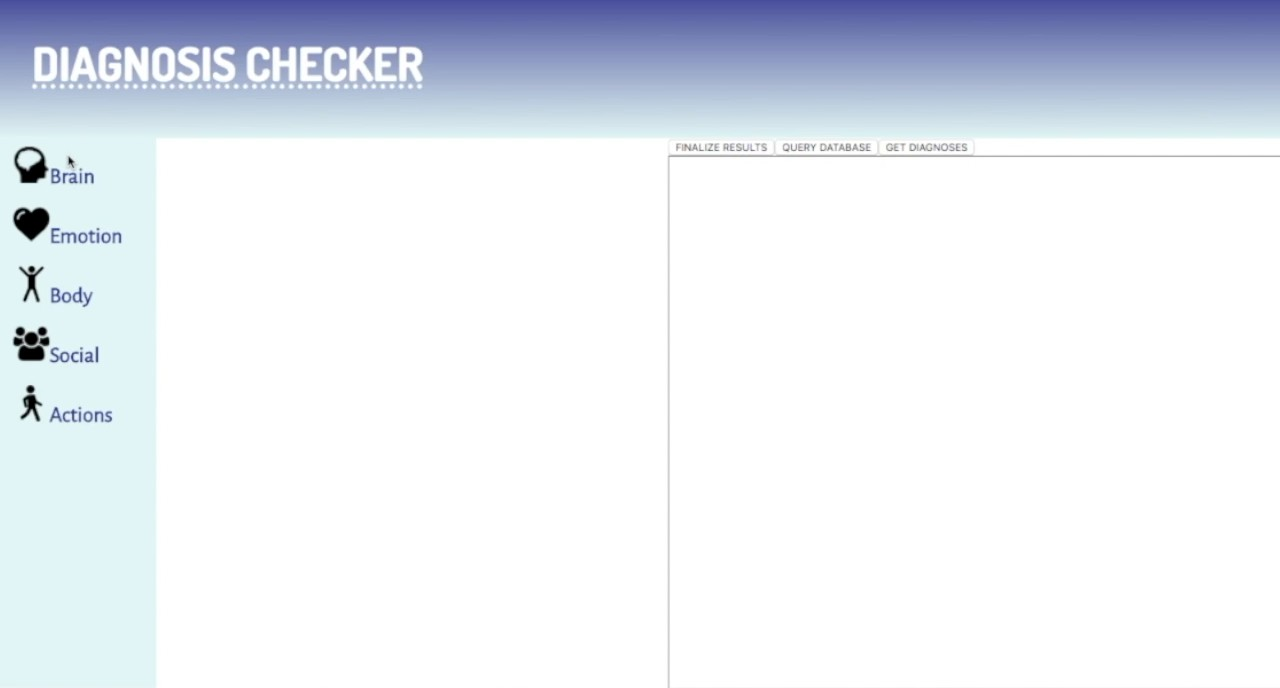 DIAGNOSIS CHECKER
FINALIZE RESULTS QUERY DATABASE GET DIAGNOSES
Brain
Emotion
Body
Social
Actions